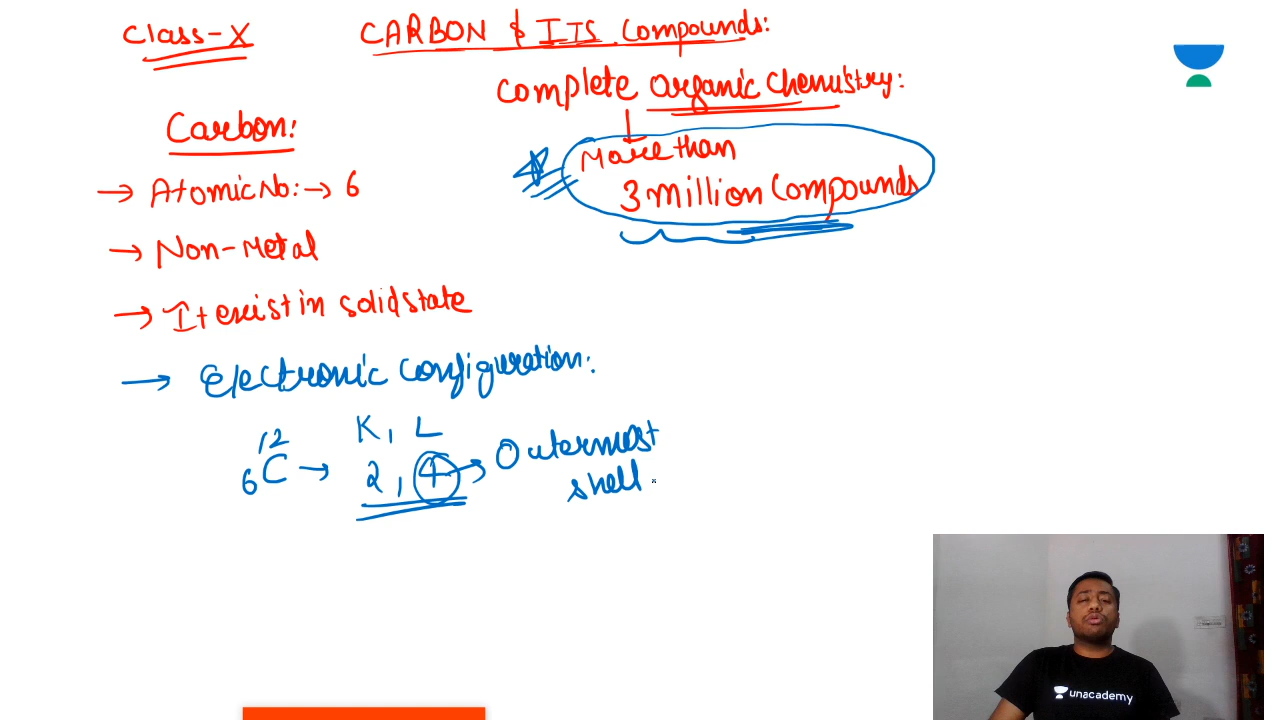 Class-X
CARBON & ITS Compounds:
Complete Organic Chemistry:
More than
3 million Compounds
Carbon:
→ Atomic No: → 6
→ Non-Metal
→ It exist in solid state
→ Electronic configuration:
K, L
12
6 C → 2, 4 → Outermost
shell
unacademy